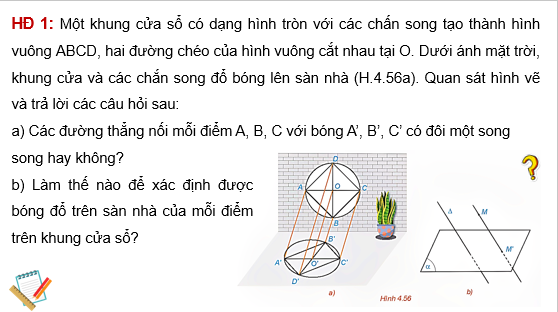 HĐ 1: Một khung cửa sổ có dạng hình tròn với các chấn song tạo thành hình
vuông ABCD, hai đường chéo của hình vuông cắt nhau tại O. Dưới ánh mặt trời,
khung cửa và các chắn song đổ bóng lên sàn nhà (H.4.56a). Quan sát hình vẽ
và trả lời các câu hỏi sau:
a) Các đường thẳng nối mỗi điểm A, B, C với bóng A', B', C' có đôi một song
song hay không?
b) Làm thế nào để xác định được
bóng đổ trên sàn nhà của mỗi điểm
trên khung cửa sổ?
D
A
O
C
B
B'
A'
O'
C'
D'
a)
Hình 4.56
Δ
M
M'
α
b)